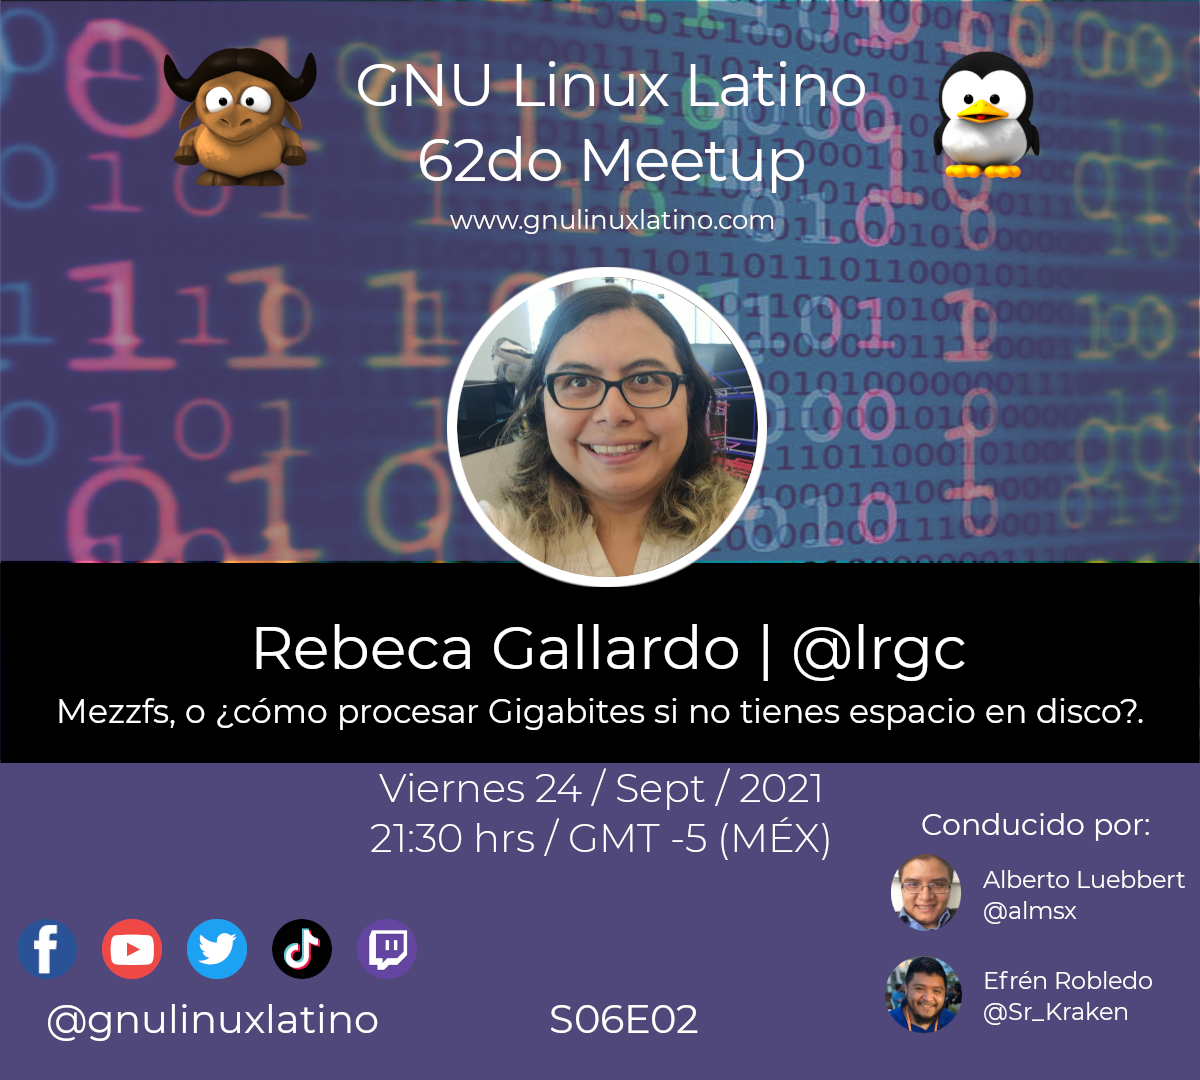 GNU Linux Latino
62do Meetup
www.gnulinuxlatino.com
Rebeca Gallardo | @lrgc
Mezzfs, o ¿cómo procesar Gigabites si no tienes espacio en disco?.
Viernes 24 / Sept / 2021
21:30 hrs / GMT -5 (MÉX)
Conducido por:
Alberto Luebbert
@almsx
Efrén Robledo
@Sr_Kraken
@gnulinuxlatino
S06E02